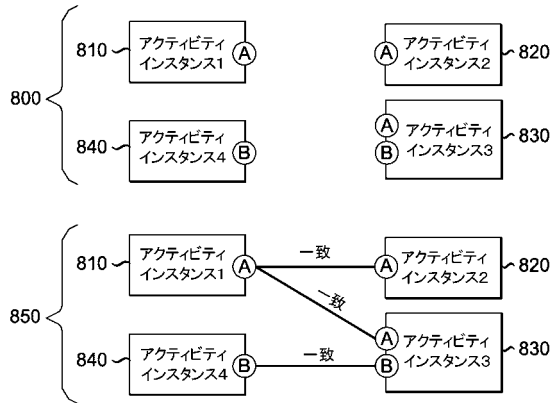 800
810
アクティビティ
インスタンス1
A
A
アクティビティ
インスタンス2
820
840
アクティビティ
インスタンス4
B
A
B
アクティビティ
インスタンス3
830
850
810
アクティビティ
インスタンス1
A
一致
A
アクティビティ
インスタンス2
820
一致
840
アクティビティ
インスタンス4
B
一致
A
B
アクティビティ
インスタンス3
830